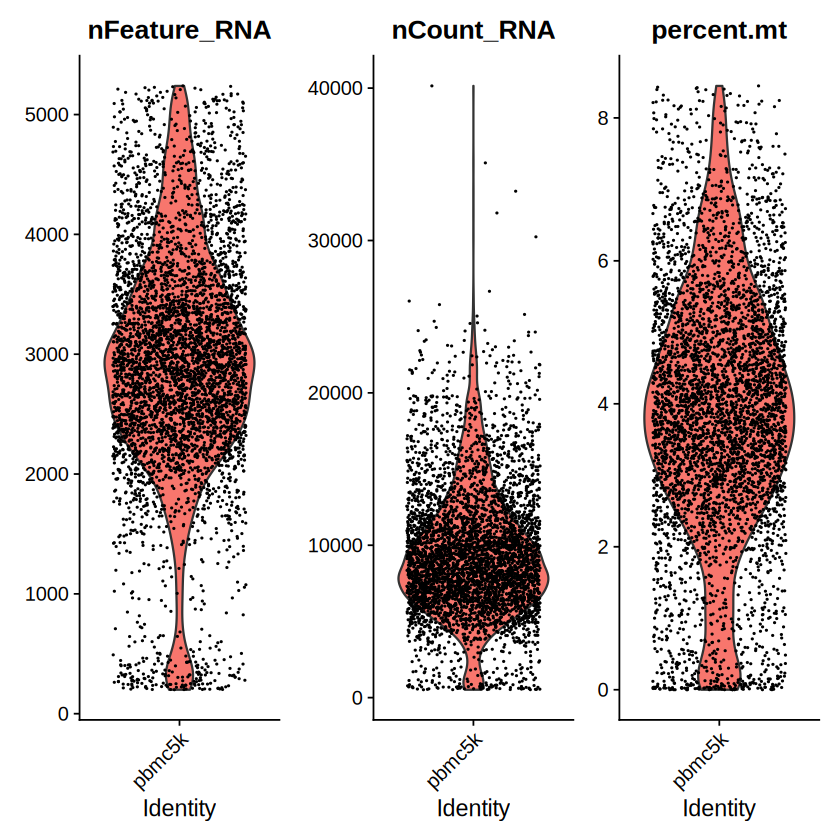 nFeature_RNA
5000
4000
3000
2000
1000
0
pbmc5k
Identity
nCount_RNA
40000
30000
20000
10000
0
pbmc5k
Identity
percent.mt
8
6
4
2
0
pbmc5k
Identity